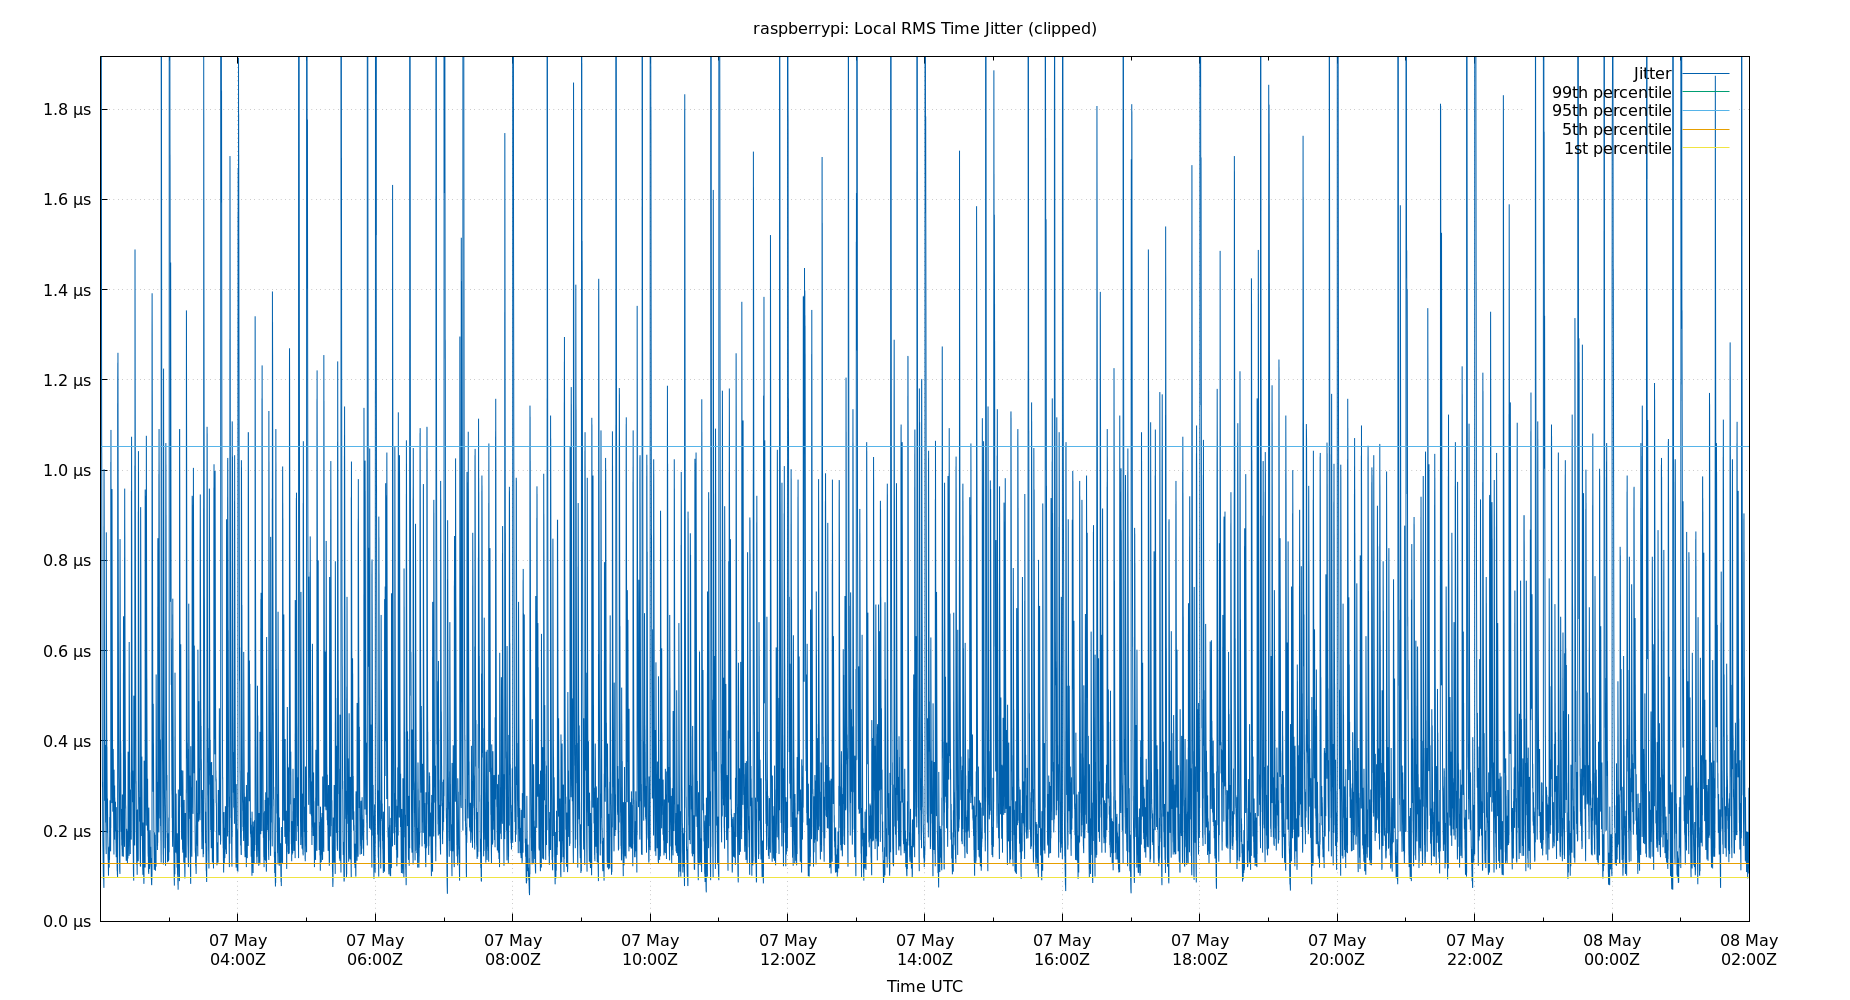 raspberrypi: Local RMS Time Jitter (clipped)
Jitter
99th percentile
95th percentile
5th percentile
1st percentile
1.8 µs
1.6 µs
1.4 µs
1.2 µs
1.0 µs
0.8 µs
0.6 µs
0.4 µs
0.2 µs
0.0 µs
07 May 07 May 07 May 07 May 07 May 07 May 07 May 07 May 07 May 07 May 08 May 08 May
04:00Z 06:00Z 08:00Z 10:00Z 12:00Z 14:00Z 16:00Z 18:00Z 20:00Z 22:00Z 00:00Z 02:00Z
Time UTC